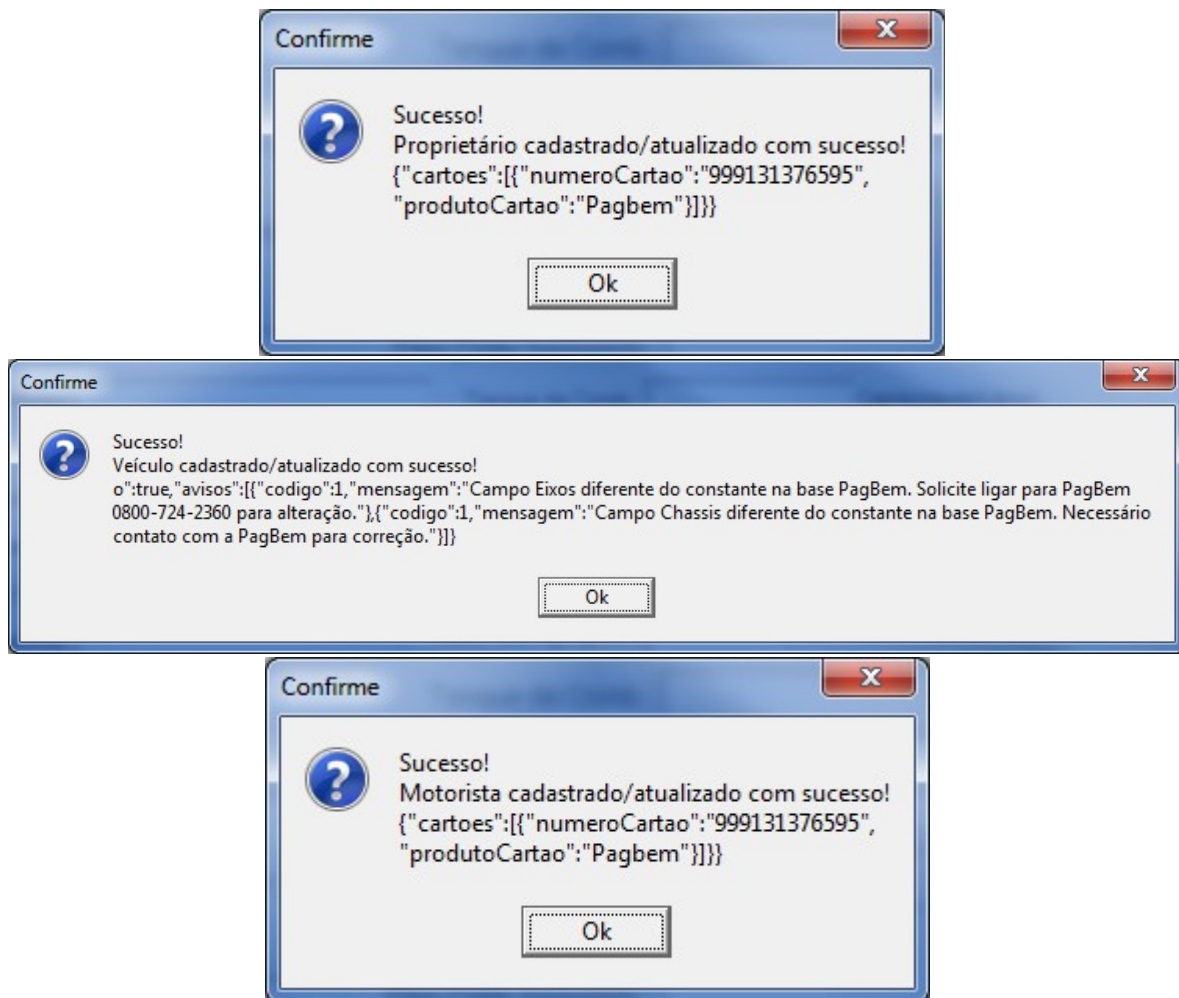 Confirme
Sucesso!
Proprietário cadastrado/atualizado com sucesso!
{"cartoes":[{"numeroCartao":"999131376595",
"produtoCartao":"Pagbem"}]}}
Ok
Confirme
Sucesso!
Veículo cadastrado/atualizado com sucesso!
o":true,"avisos":[{"codigo":1,"mensagem":"Campo Eixos diferente do constante na base PagBem. Solicite ligar para PagBem
0800-724-2360 para alteração."},{"codigo":1,"mensagem":"Campo Chassis diferente do constante na base PagBem. Necessário
contato com a PagBem para correção."}]}
Ok
Confirme
Sucesso!
Motorista cadastrado/atualizado com sucesso!
{"cartoes":[{"numeroCartao":"999131376595",
"produtoCartao":"Pagbem"}]}}
Ok